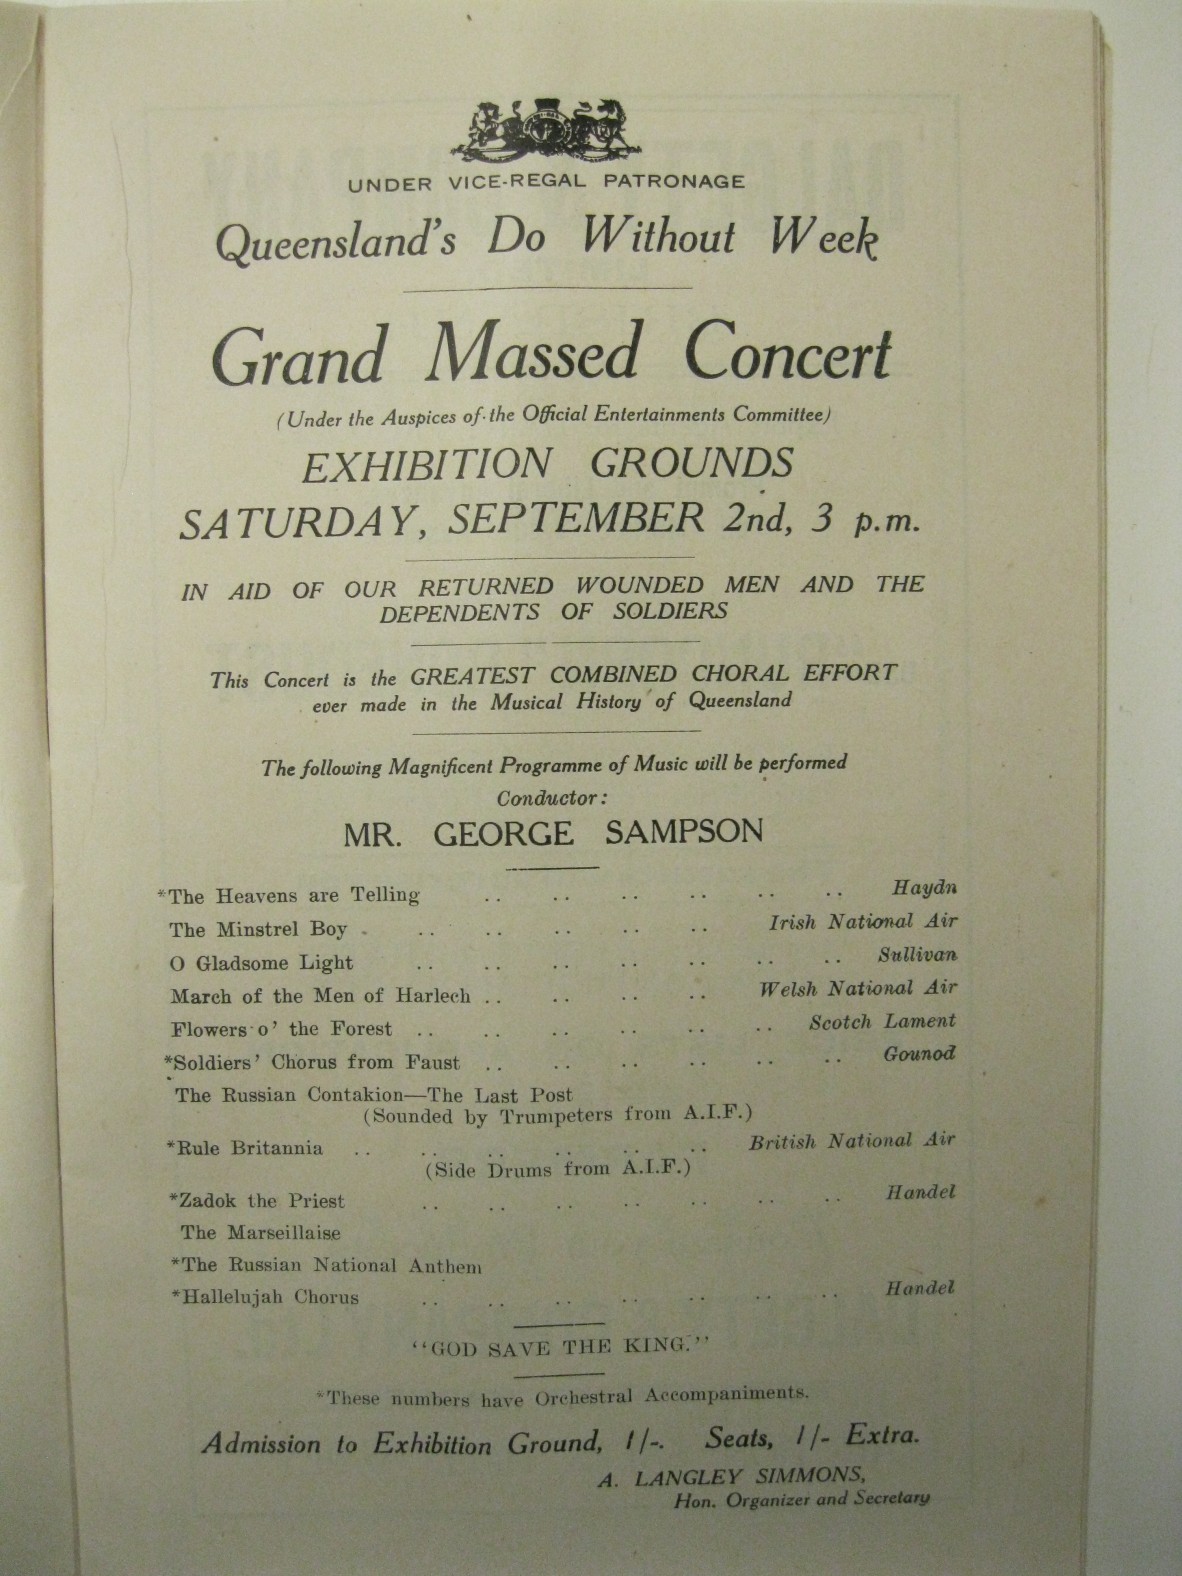 UNDER VICE-REGAL PATRONAGE
Queensland's Do Without Week
Grand Massed Concert
(Under the Auspices of the Official Entertainments Committee)
EXHIBITION GROUNDS
SATURDAY, SEPTEMBER 2nd, 3 p.m.
IN AID OF OUR RETURNED WOUNDED MEN AND THE
DEPENDENTS OF SOLDIERS
This Concert is the GREATEST COMBINED CHORAL EFFORT
ever made in the Musical History of Queensland
The following Magnificent Programme of Music will be performed
Conductor:
MR. GEORGE SAMPSON
*The Heavens are Telling .. .. .. .. .. .. Haydn
The Minstrel Boy .. .. .. .. .. Irish National Air
O Gladsome Light .. .. .. .. .. .. .. Sullivan
March of the Men of Harlech .. .. .. .. Welsh National Air
Flowers o' the Forest .. .. .. .. .. .. Scotch Lament
*Soldiers' Chorus from Faust .. .. .. .. .. .. Gounod
The Russian Contakion—The Last Post
(Sounded by Trumpeters from A.I.F.)
*Rule Britannia .. .. .. .. .. .. British National Air
(Side Drums from A.I.F.)
*Zadok the Priest .. .. .. .. .. .. .. Handel
The Marseillaise
*The Russian National Anthem
*Hallelujah Chorus .. .. .. .. .. .. .. Handel
"GOD SAVE THE KING."
*These numbers have Orchestral Accompaniments.
Admission to Exhibition Ground, 1/-. Seats, 1/- Extra.
A. LANGLEY SIMMONS,
Hon. Organizer and Secretary